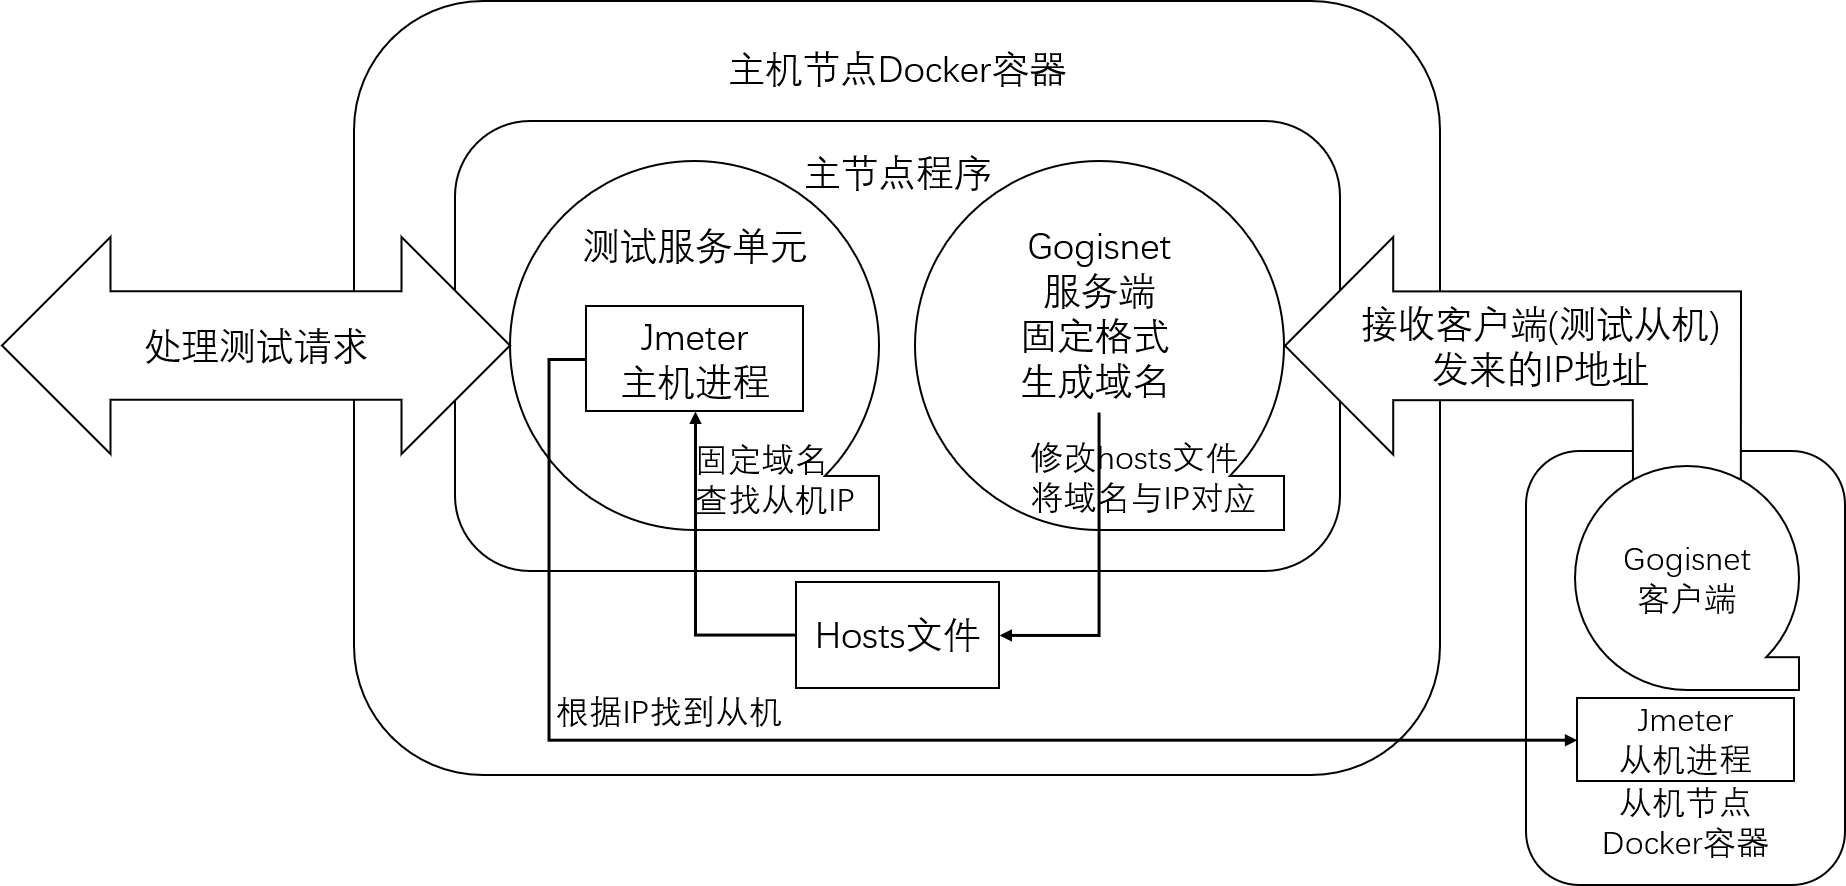 主机节点Docker容器
主节点程序
处理测试请求
测试服务单元
Jmeter
主机进程
固定域名
查找从机IP
Gogisnet
服务端
固定格式
生成域名
修改hosts文件
将域名与IP对应
接收客户端(测试从机)
发来的IP地址
Hosts文件
根据IP找到从机
Gogisnet
客户端
Jmeter
从机进程
从机节点
Docker容器